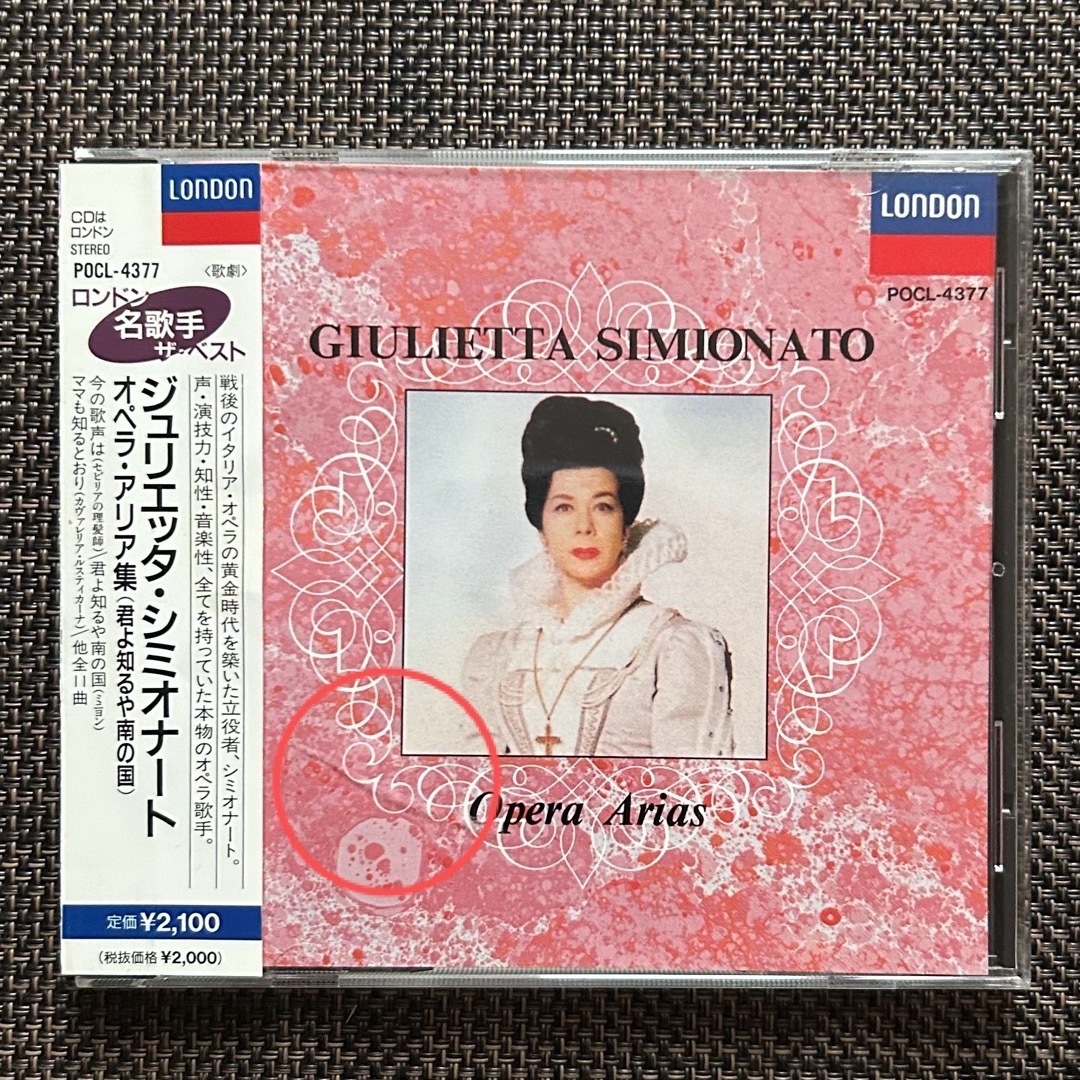 LONDON
CDは
ロンドン
STEREO
POCL-4377
〈歌劇〉
ロンドン
名歌手
ザ・ベスト
戦後のイタリア・オペラの黄金時代を築いた立役者、シミオナート。
声・演技力・知性・音楽性、全てを持っていた本物のオペラ歌手。
ジュリエッタ・シミオナート
オペラ・アリア集(君よ知るや南の国)
今の歌声は(セビリアの理髪師)/君よ知るや南の国(ミニヨン)
ママも知るとおり(カヴァレリア・ルスティカーナ)/他全11曲
定価¥2,100
(税抜価格¥2,000)
LONDON
POCL-4377
GIULIETTA SIMIONATO
Opera Arias